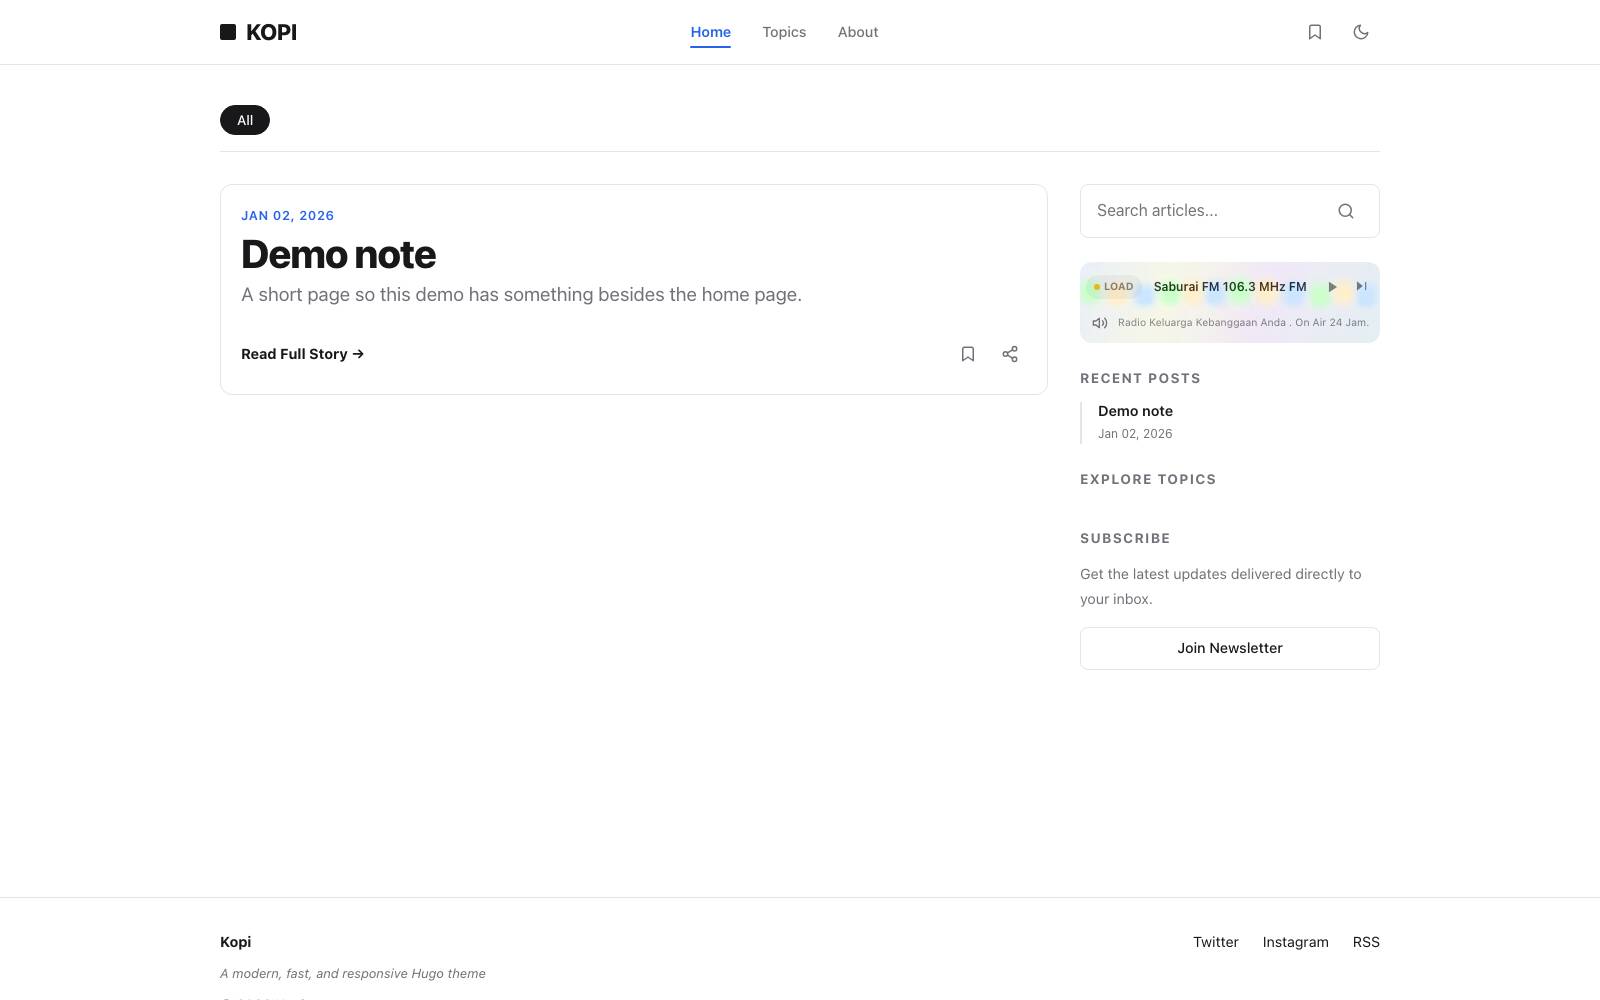 KOPI
Home Topics About
All
JAN 02, 2026
Demo note
A short page so this demo has something besides the home page.
Read Full Story →
Search articles...
LOAD Saburai FM 106.3 MHz FM
Radio Keluarga Kebanggaan Anda . On Air 24 Jam.
RECENT POSTS
Demo note
Jan 02, 2026
EXPLORE TOPICS
SUBSCRIBE
Get the latest updates delivered directly to
your inbox.
Join Newsletter
Kopi
Twitter Instagram RSS
A modern, fast, and responsive Hugo theme